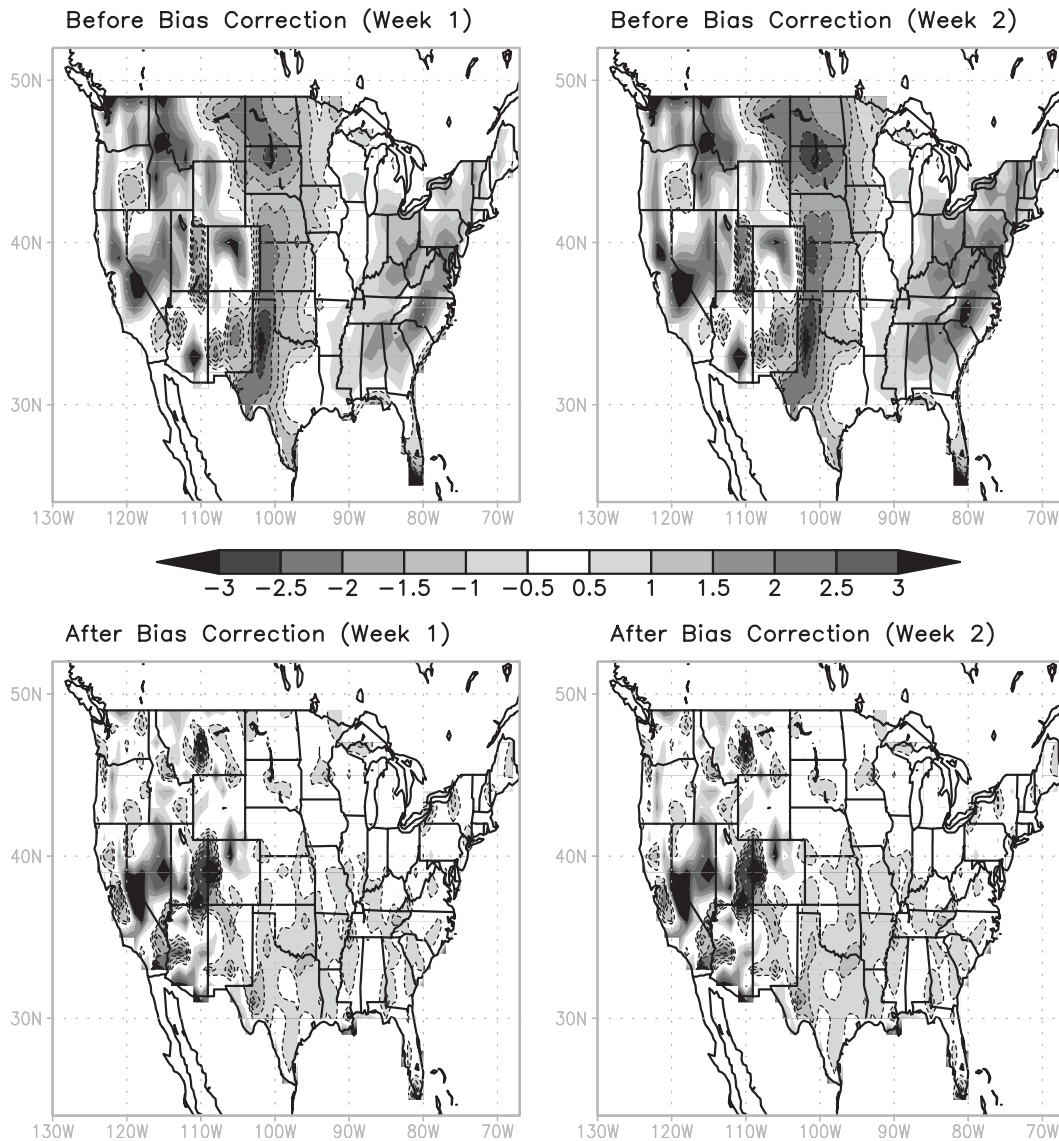 Before Bias Correction (Week 1) Before Bias Correction (Week 2)
50N 50N
40N 40N
30N 30N
130W 120W 110W 100W 90W 80W 70W 130W 120W 110W 100W 90W 80W 70W
−3 −2.5 −2 −1.5 −1 −0.5 0.5 1 1.5 2 2.5 3
After Bias Correction (Week 1) After Bias Correction (Week 2)
50N 50N
40N 40N
30N 30N
130W 120W 110W 100W 90W 80W 70W 130W 120W 110W 100W 90W 80W 70W